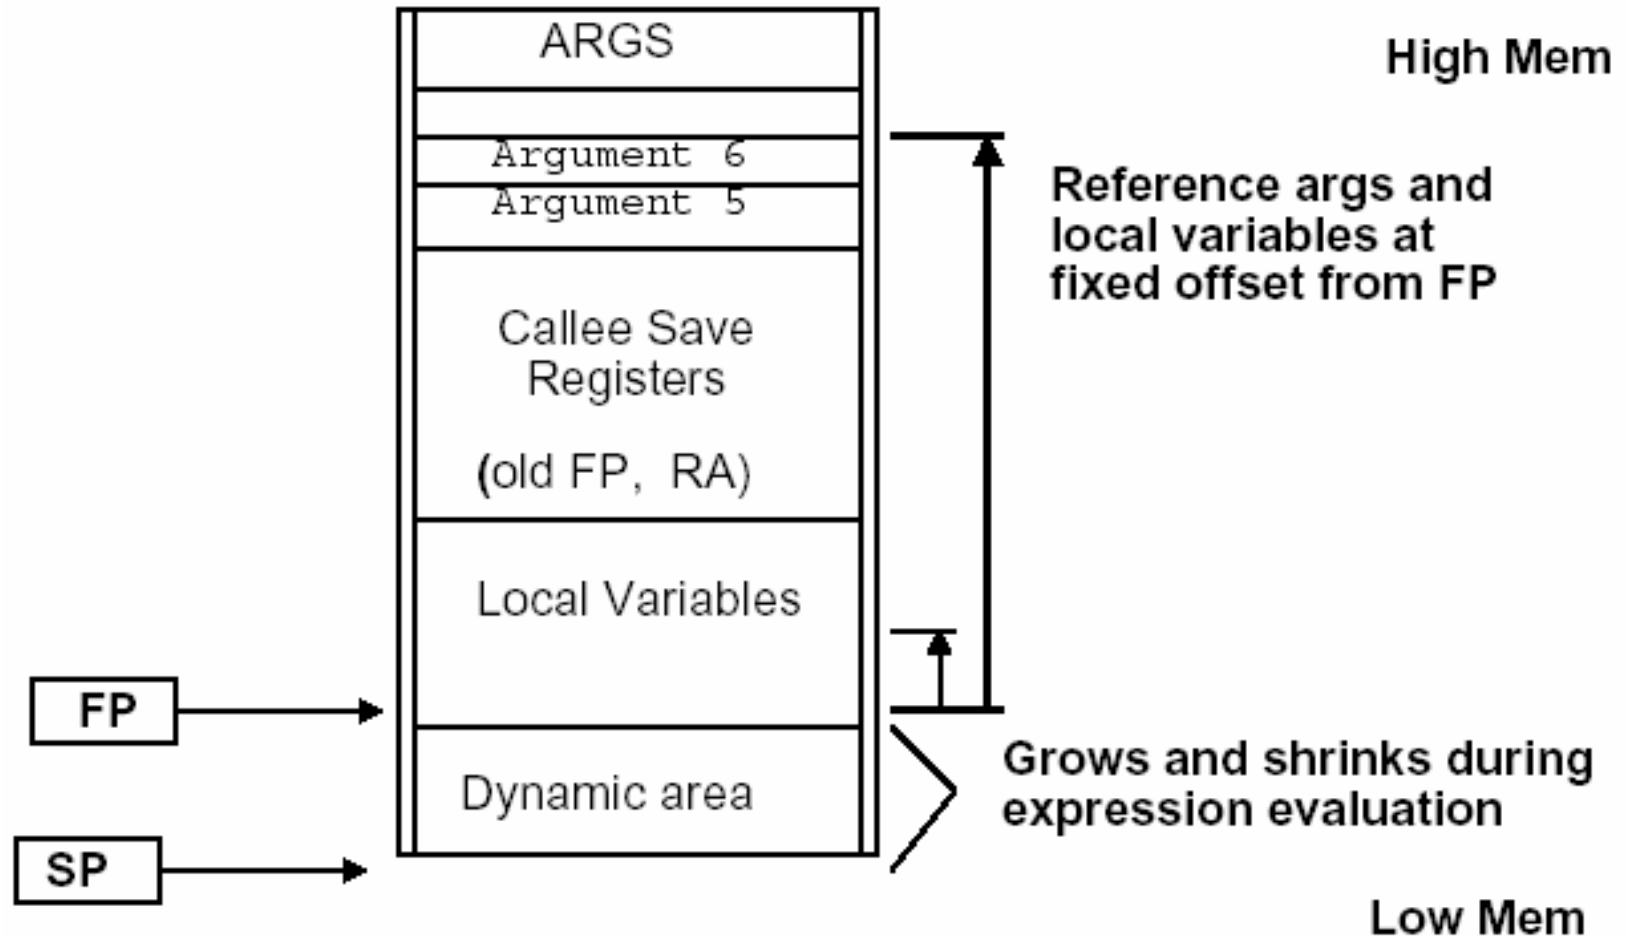 ARGS
High Mem
Argument 6
Argument 5
Reference args and
local variables at
fixed offset from FP
Callee Save
Registers
(old FP, RA)
Local Variables
FP
Grows and shrinks during
expression evaluation
Dynamic area
SP
Low Mem